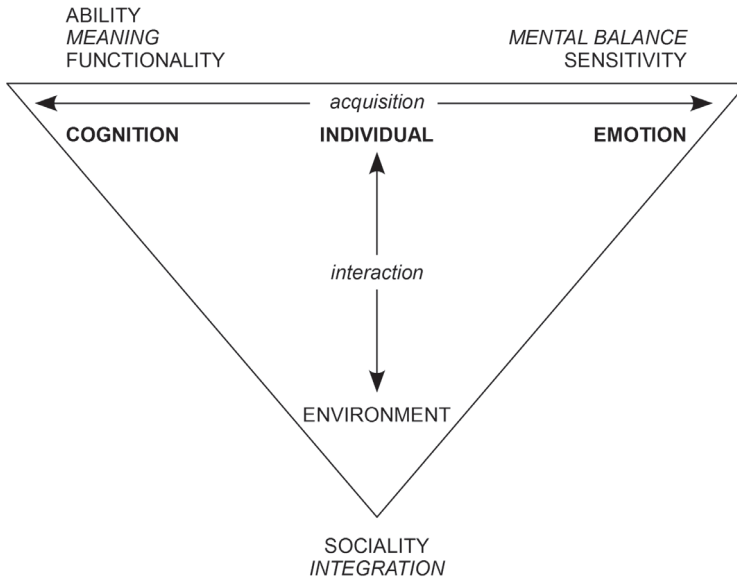 ABILITY
MEANING
FUNCTIONALITY
MENTAL BALANCE
SENSITIVITY
acquisition
COGNITION
INDIVIDUAL
EMOTION
interaction
ENVIRONMENT
SOCIALITY
INTEGRATION